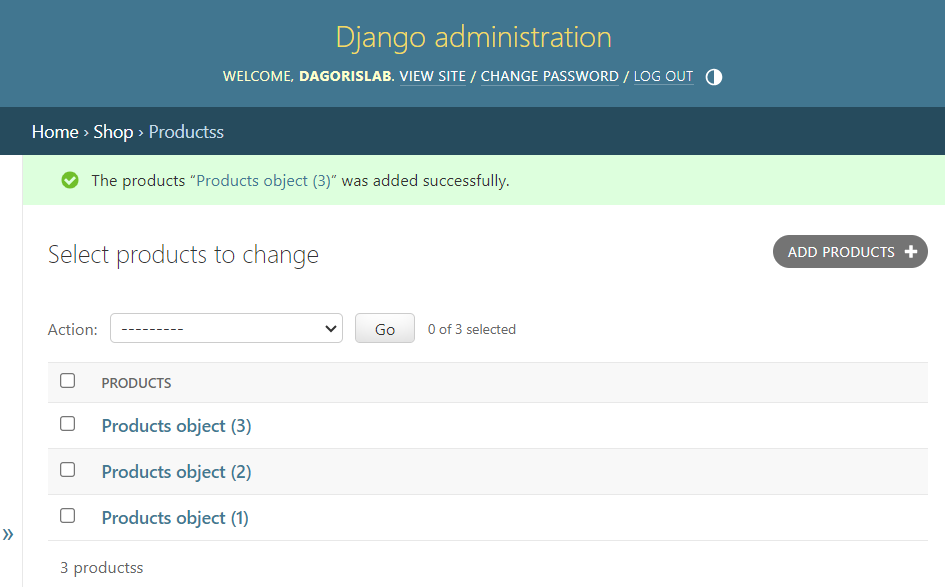 Django administration
WELCOME, DAGORISLAB. VIEW SITE / CHANGE PASSWORD / LOG OUT
Home › Shop › Productss
The products “Products object (3)” was added successfully.
Select products to change
ADD PRODUCTS +
Action: --------- Go 0 of 3 selected
PRODUCTS
Products object (3)
Products object (2)
Products object (1)
»
3 productss